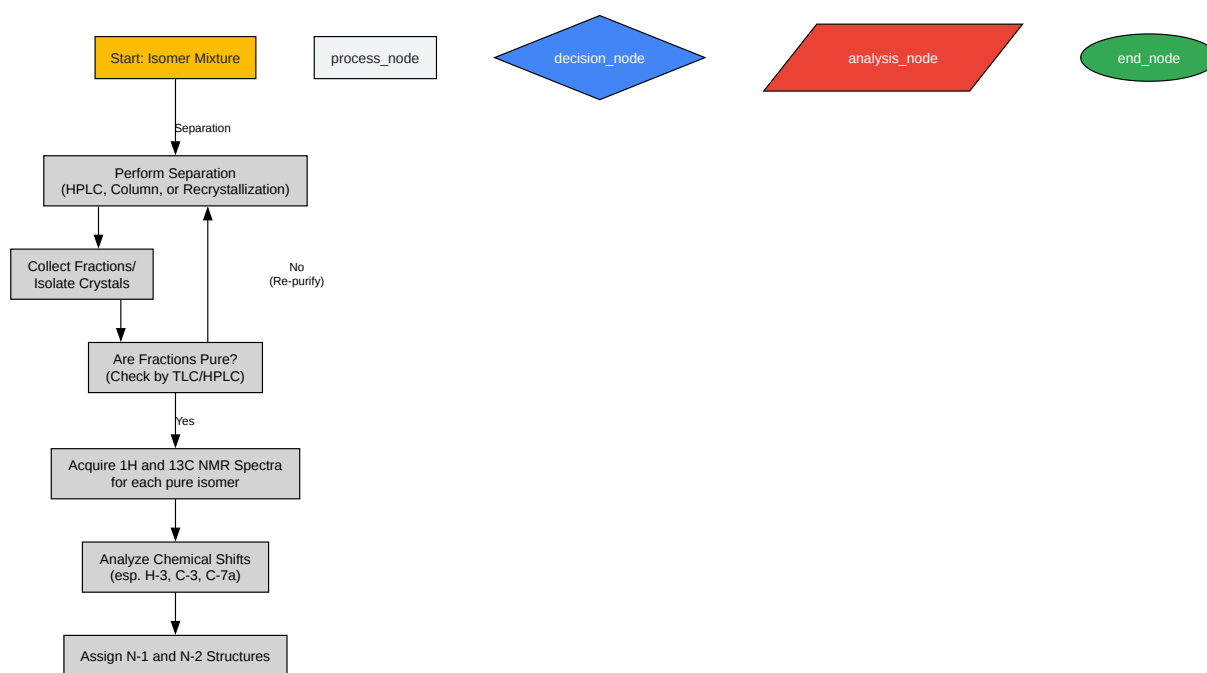 Start: Isomer Mixture
process_node
decision_node
analysis_node
end_node
Separation
Perform Separation
(HPLC, Column, or Recrystallization)
Collect Fractions/
Isolate Crystals
No
(Re-purify)
Are Fractions Pure?
(Check by TLC/HPLC)
Yes
Acquire 1H and 13C NMR Spectra
for each pure isomer
Analyze Chemical Shifts
(esp. H-3, C-3, C-7a)
Assign N-1 and N-2 Structures